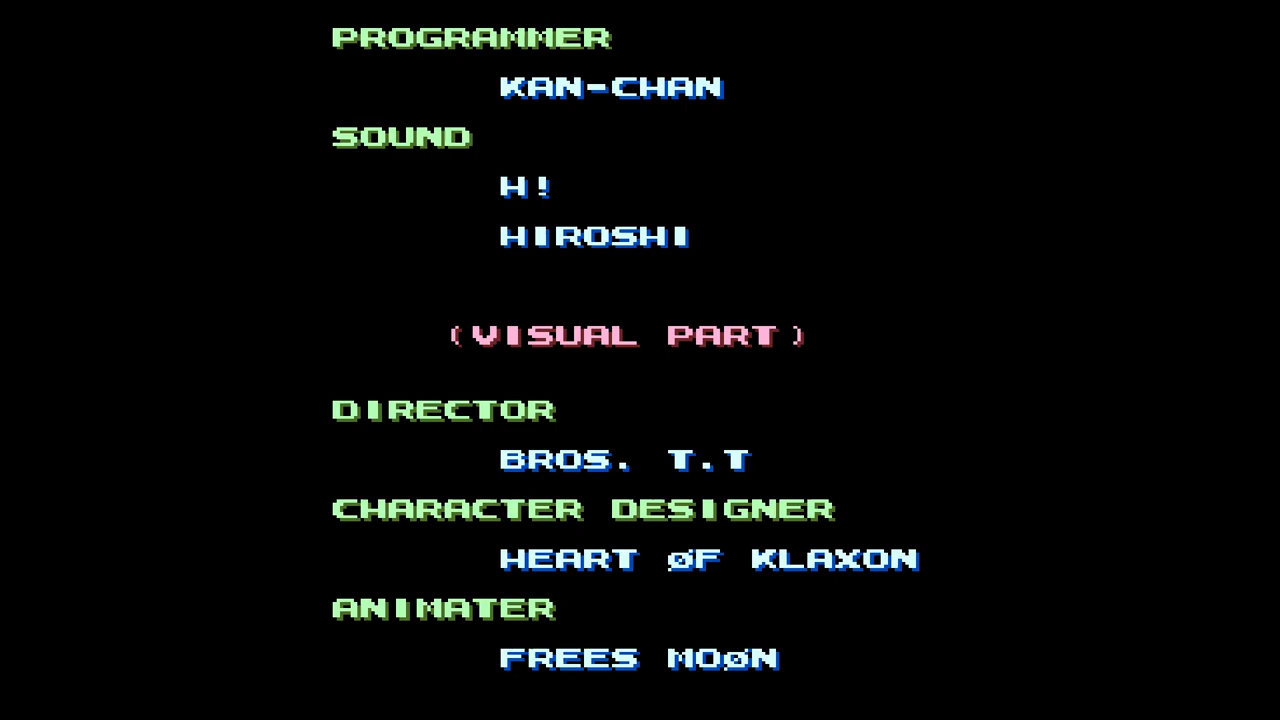 PROGRAMMER
KAN-CHAN
SOUND
H!
HIROSHI
(VISUAL PART)
DIRECTOR
BROS. T.T
CHARACTER DESIGNER
HEART ØF KLAXON
ANIMATER
FREES MOØN